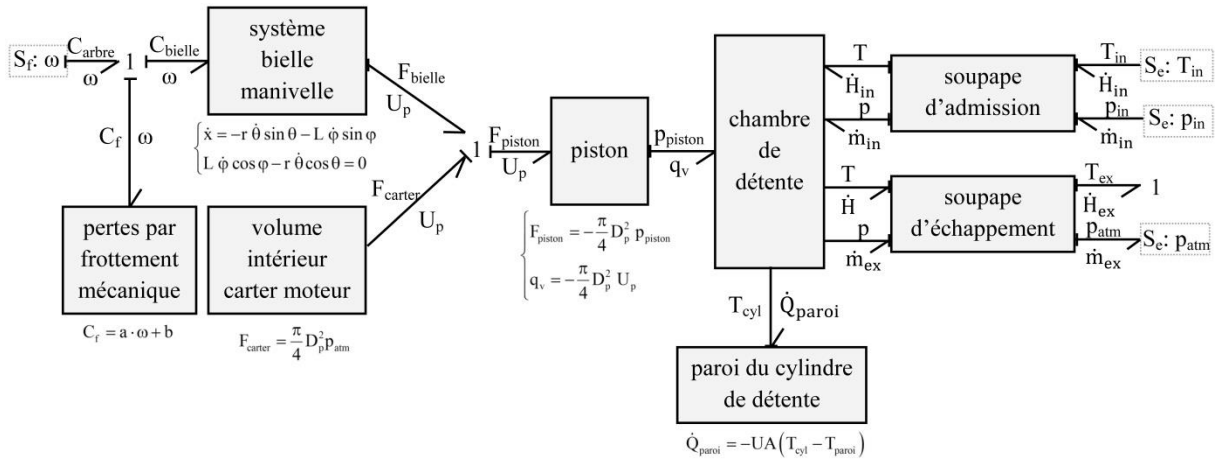 S_f: ω
C_arbre
ω
1
C_bielle
ω
système
bielle
manivelle
{ẋ = −r θ̇ sin θ − L φ̇ sin φ
L φ̇ cos φ − r θ̇ cos θ = 0
F_bielle
U_p
C_f
ω
pertes par
frottement
mécanique
C_f = a · ω + b
volume
intérieur
carter moteur
F_carter = π/4 D_p² p_atm
F_carter
U_p
1
F_piston
U_p
piston
{F_piston = −π/4 D_p² p_piston
q_v = −π/4 D_p² U_p
p_piston
q_v
chambre
de
détente
T
Ḣ_in
p
ṁ_in
soupape
d'admission
T_in
Ḣ_in
p_in
ṁ_in
S_e: T_in
S_e: p_in
T
Ḣ
p
ṁ_ex
soupape
d'échappement
T_ex
Ḣ_ex
p_atm
ṁ_ex
1
S_e: p_atm
T_cyl
Q̇_paroi
paroi du cylindre
de détente
Q̇_paroi = −UA(T_cyl − T_paroi)